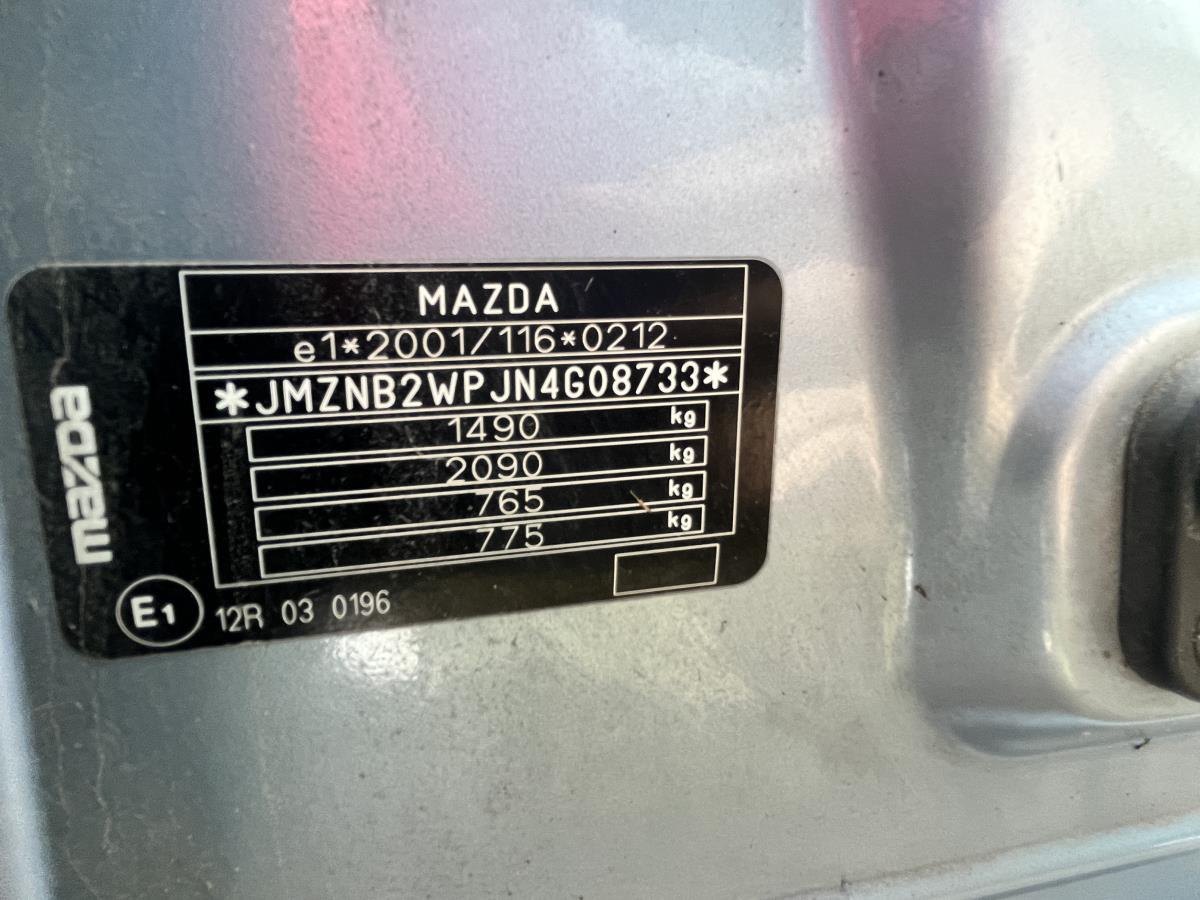 MAZDA
e1*2001/116*0212
*JMZNB2WPJN4G08733*
1490 kg
2090 kg
765 kg
775 kg
mazda
E1 12R 03 0196